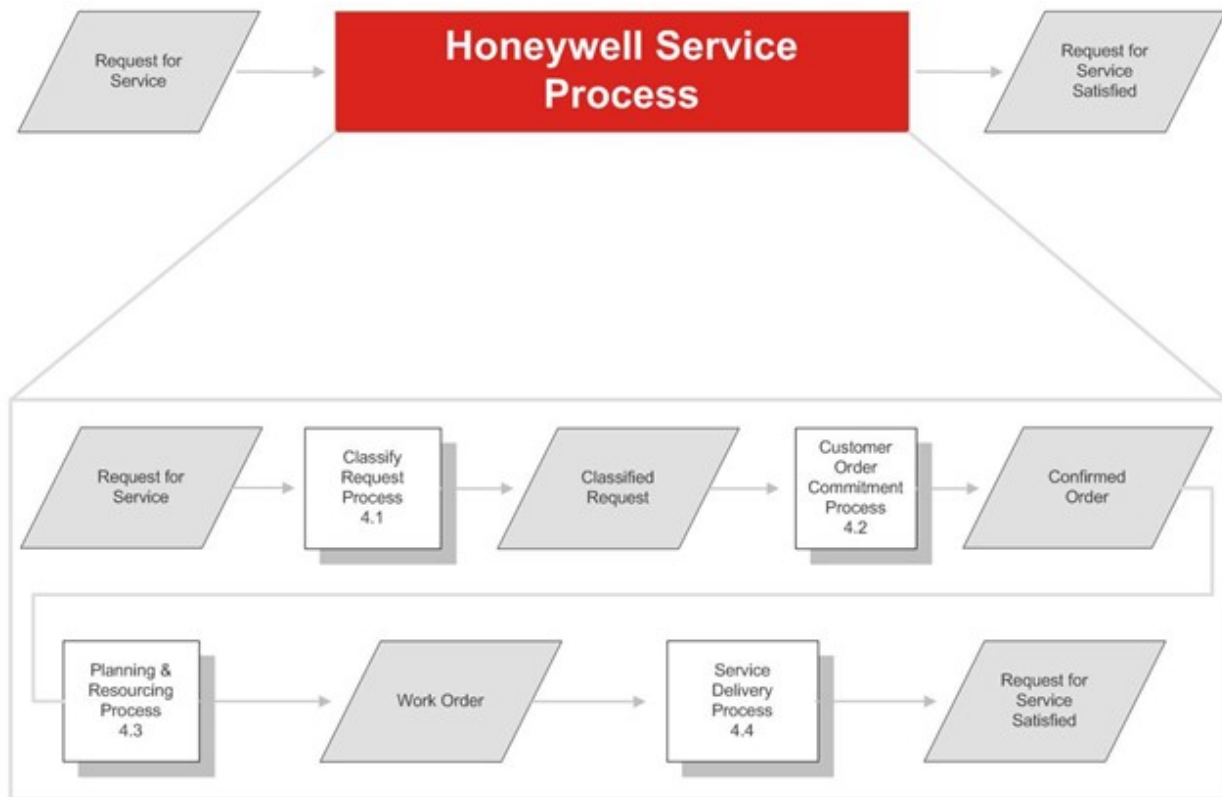 Request for
Service
Honeywell Service
Process
Request for
Service
Satisfied
Request for
Service
Classify
Request
Process
4.1
Classified
Request
Customer
Order
Commitment
Process
4.2
Confirmed
Order
Planning &
Resourcing
Process
4.3
Work Order
Service
Delivery
Process
4.4
Request for
Service
Satisfied